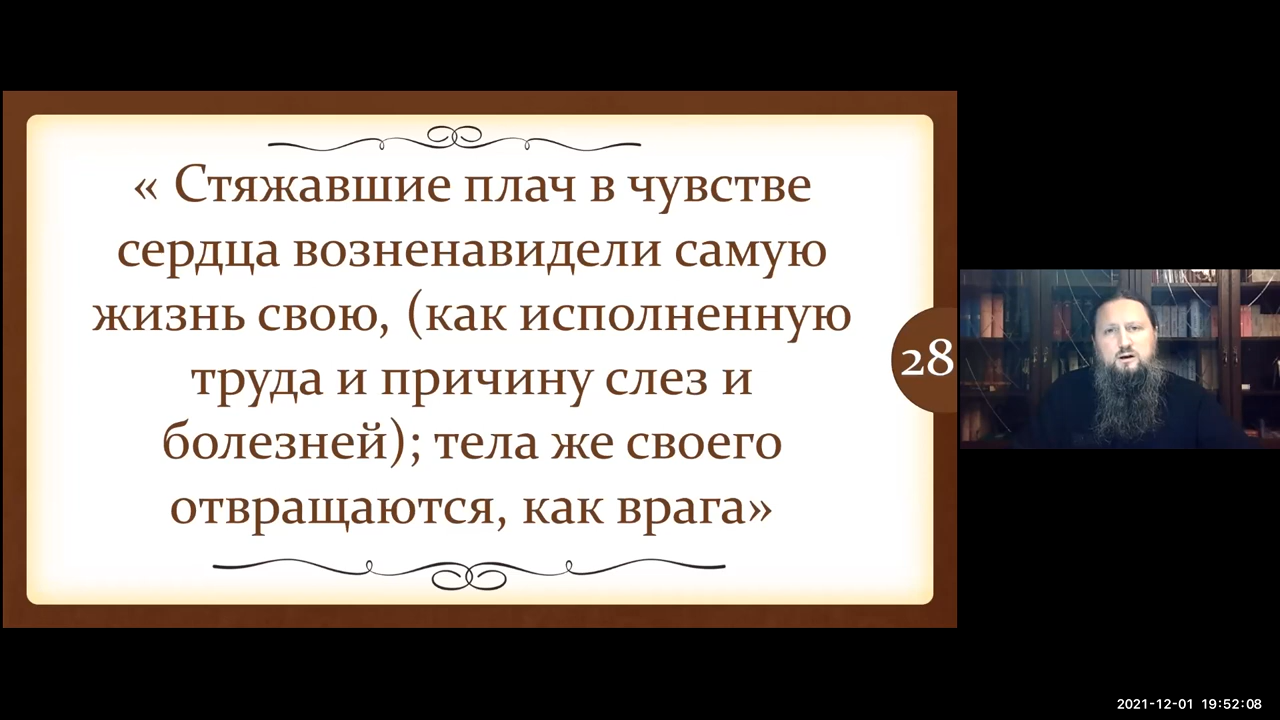 « Стяжавшие плач в чувстве
сердца возненавидели самую
жизнь свою, (как исполненную
труда и причину слез и
болезней); тела же своего
отвращаются, как врага»
28
2021-12-01 19:52:08